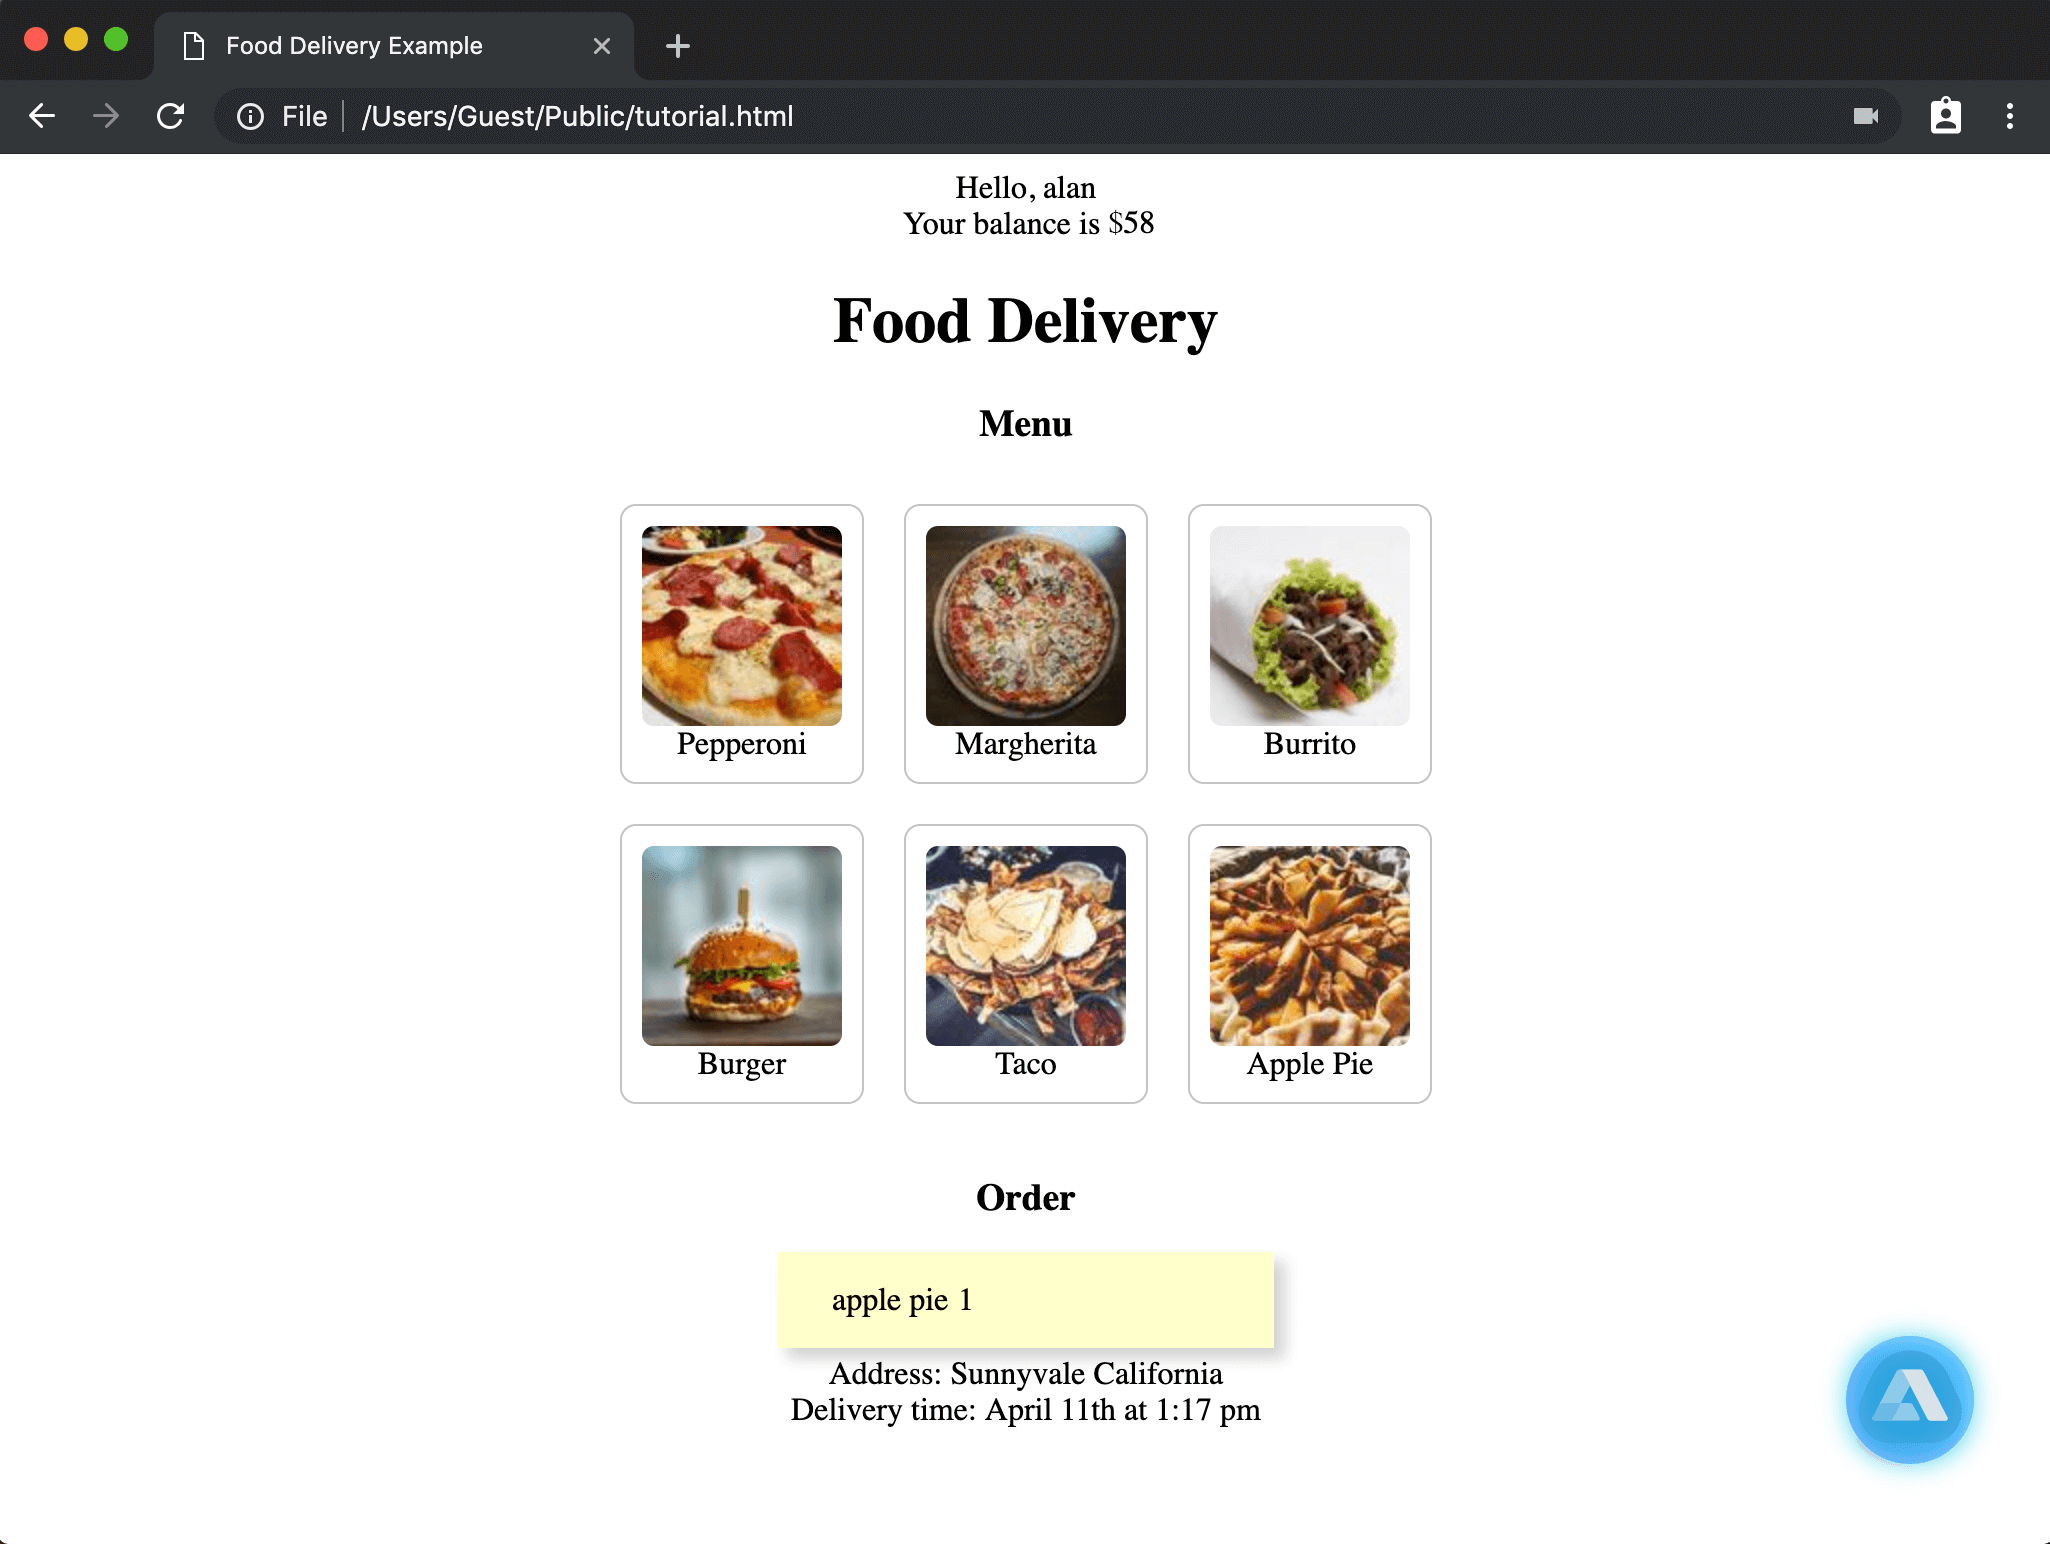 Food Delivery Example
File /Users/Guest/Public/tutorial.html
Hello, alan
Your balance is $58
Food Delivery
Menu
Pepperoni
Margherita
Burrito
Burger
Taco
Apple Pie
Order
apple pie 1
Address: Sunnyvale California
Delivery time: April 11th at 1:17 pm